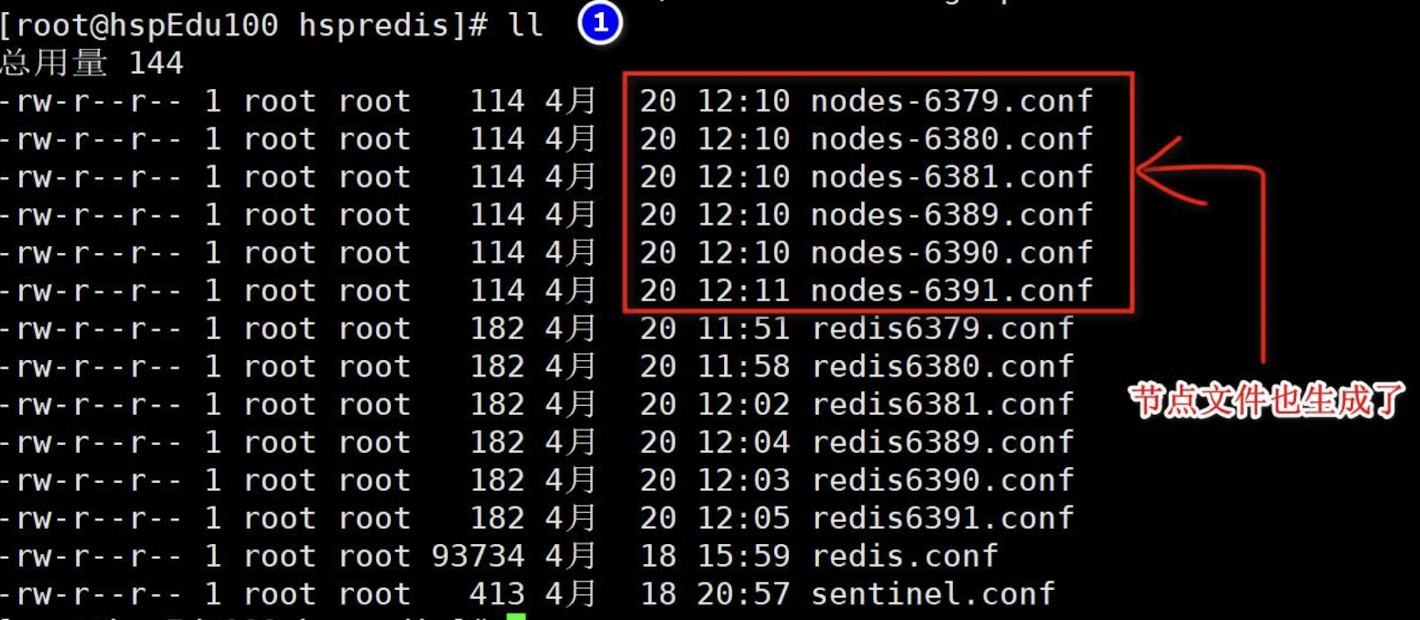 [root@hspEdu100 hspredis]# ll 1
总用量 144
-rw-r--r-- 1 root root 114 4月 20 12:10 nodes-6379.conf
-rw-r--r-- 1 root root 114 4月 20 12:10 nodes-6380.conf
-rw-r--r-- 1 root root 114 4月 20 12:10 nodes-6381.conf
-rw-r--r-- 1 root root 114 4月 20 12:10 nodes-6389.conf
-rw-r--r-- 1 root root 114 4月 20 12:10 nodes-6390.conf
-rw-r--r-- 1 root root 114 4月 20 12:11 nodes-6391.conf
-rw-r--r-- 1 root root 182 4月 20 11:51 redis6379.conf
-rw-r--r-- 1 root root 182 4月 20 11:58 redis6380.conf
节点文件也生成了
-rw-r--r-- 1 root root 182 4月 20 12:02 redis6381.conf
-rw-r--r-- 1 root root 182 4月 20 12:04 redis6389.conf
-rw-r--r-- 1 root root 182 4月 20 12:03 redis6390.conf
-rw-r--r-- 1 root root 182 4月 20 12:05 redis6391.conf
-rw-r--r-- 1 root root 93734 4月 18 15:59 redis.conf
-rw-r--r-- 1 root root 413 4月 18 20:57 sentinel.conf